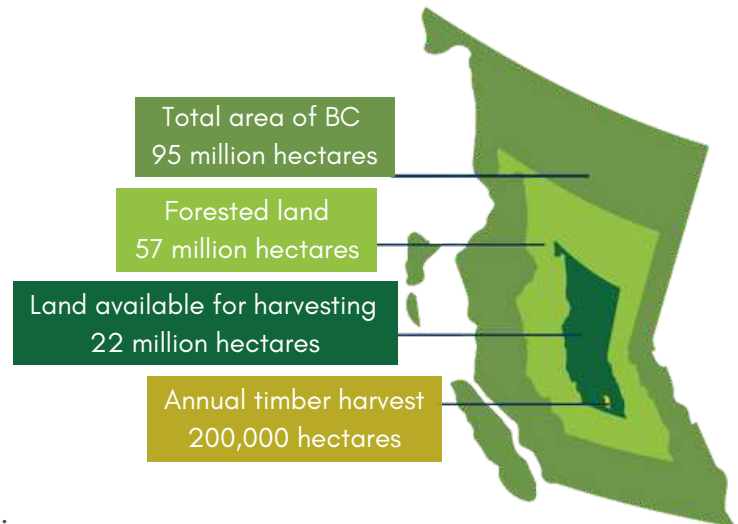 Total area of BC
95 million hectares
Forested land
57 million hectares
Land available for harvesting
22 million hectares
Annual timber harvest
200,000 hectares
.